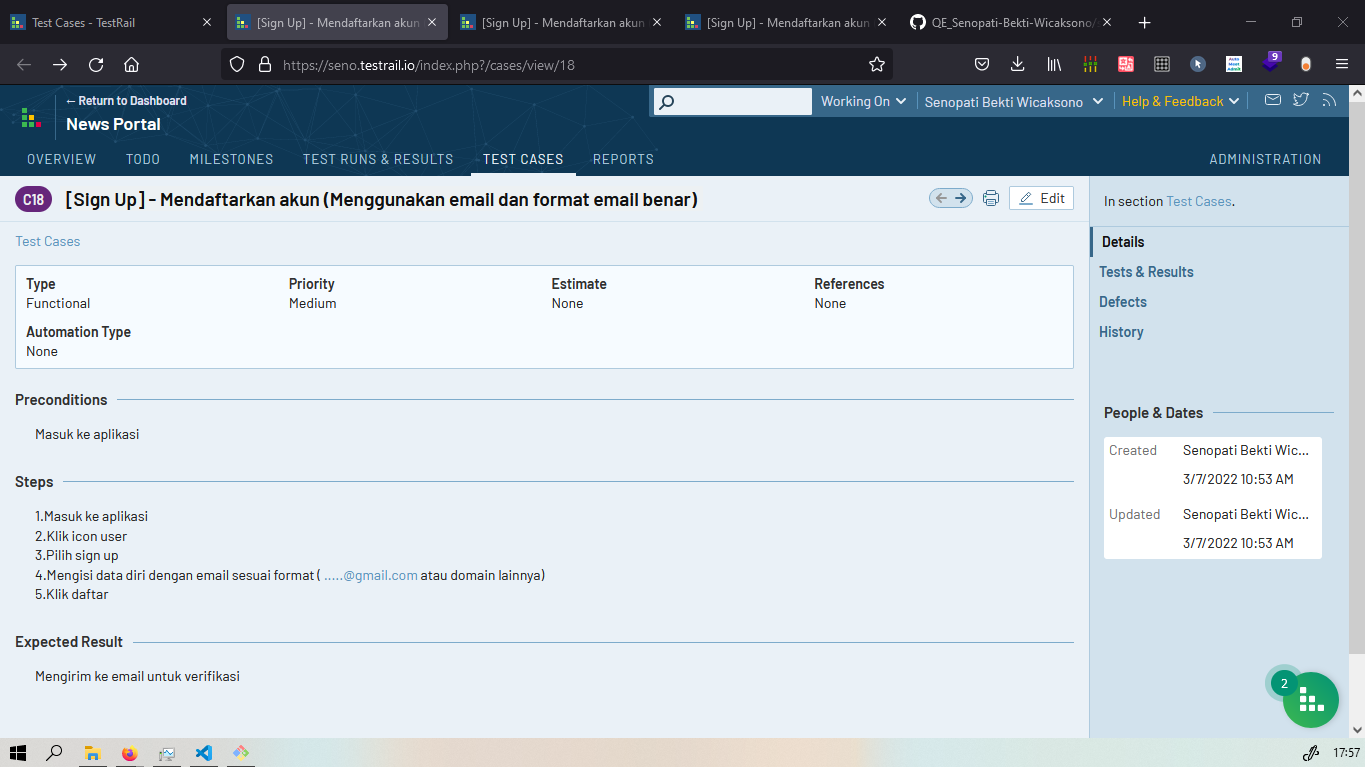 Test Cases - TestRail
[Sign Up] - Mendaftarkan akun
[Sign Up] - Mendaftarkan akun
[Sign Up] - Mendaftarkan akun
QE_Senopati-Bekti-Wicaksono/
https://seno.testrail.io/index.php?/cases/view/18
9
← Return to Dashboard
News Portal
Working On
Senopati Bekti Wicaksono
Help & Feedback
OVERVIEW TODO MILESTONES TEST RUNS & RESULTS TEST CASES REPORTS ADMINISTRATION
C18 [Sign Up] - Mendaftarkan akun (Menggunakan email dan format email benar)
Edit
In section Test Cases.
Test Cases
Details
Tests & Results
Defects
History
Type Priority Estimate References
Functional Medium None None
Automation Type
None
Preconditions
Masuk ke aplikasi
Steps
1.Masuk ke aplikasi
2.Klik icon user
3.Pilih sign up
4.Mengisi data diri dengan email sesuai format ( .....@gmail.com atau domain lainnya)
5.Klik daftar
Expected Result
Mengirim ke email untuk verifikasi
People & Dates
Created Senopati Bekti Wic...
3/7/2022 10:53 AM
Updated Senopati Bekti Wic...
3/7/2022 10:53 AM
2
17:57